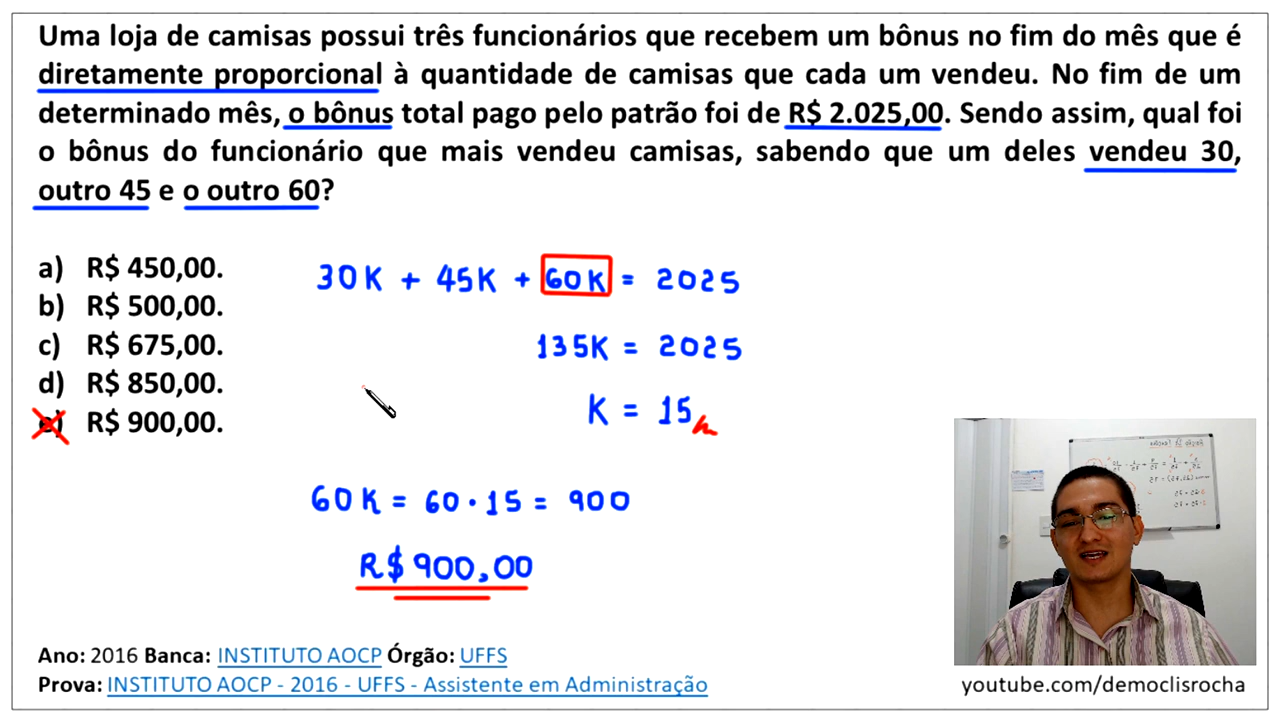 Uma loja de camisas possui três funcionários que recebem um bônus no fim do mês que é
diretamente proporcional à quantidade de camisas que cada um vendeu. No fim de um
determinado mês, o bônus total pago pelo patrão foi de R$ 2.025,00. Sendo assim, qual foi
o bônus do funcionário que mais vendeu camisas, sabendo que um deles vendeu 30,
outro 45 e o outro 60?
a) R$ 450,00.
b) R$ 500,00.
c) R$ 675,00.
d) R$ 850,00.
e) R$ 900,00.
30K + 45K + 60K = 2025
135K = 2025
K = 15
60K = 60 · 15 = 900
R$ 900,00
Ano: 2016 Banca: INSTITUTO AOCP Órgão: UFFS
Prova: INSTITUTO AOCP - 2016 - UFFS - Assistente em Administração
youtube.com/democlisrocha